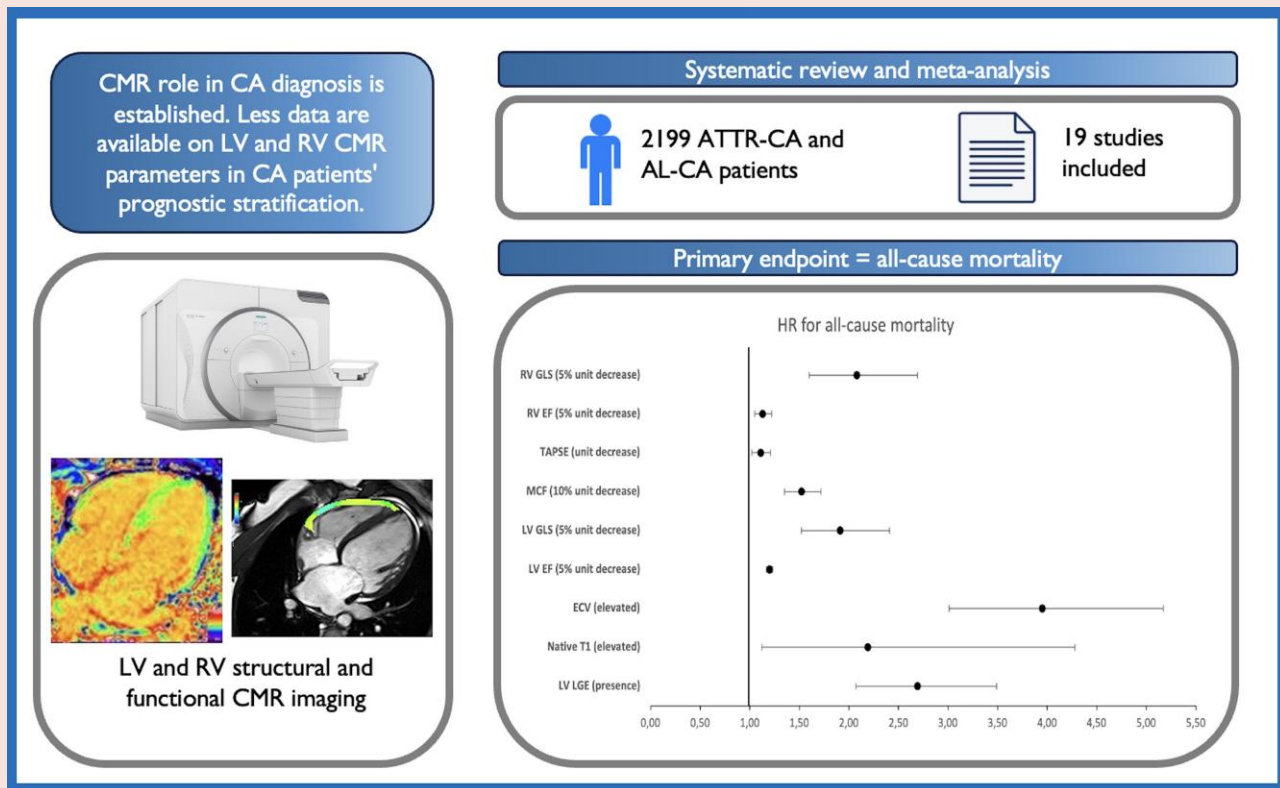 CMR role in CA diagnosis is
established. Less data are
available on LV and RV CMR
parameters in CA patients'
prognostic stratification.
LV and RV structural and
functional CMR imaging
Systematic review and meta-analysis
2199 ATTR-CA and
AL-CA patients
19 studies
included
Primary endpoint = all-cause mortality
HR for all-cause mortality
RV GLS (5% unit decrease)
RV EF (5% unit decrease)
TAPSE (unit decrease)
MCF (10% unit decrease)
LV GLS (5% unit decrease)
LV EF (5% unit decrease)
ECV (elevated)
Native T1 (elevated)
LV LGE (presence)
0,00 0,50 1,00 1,50 2,00 2,50 3,00 3,50 4,00 4,50 5,00 5,50